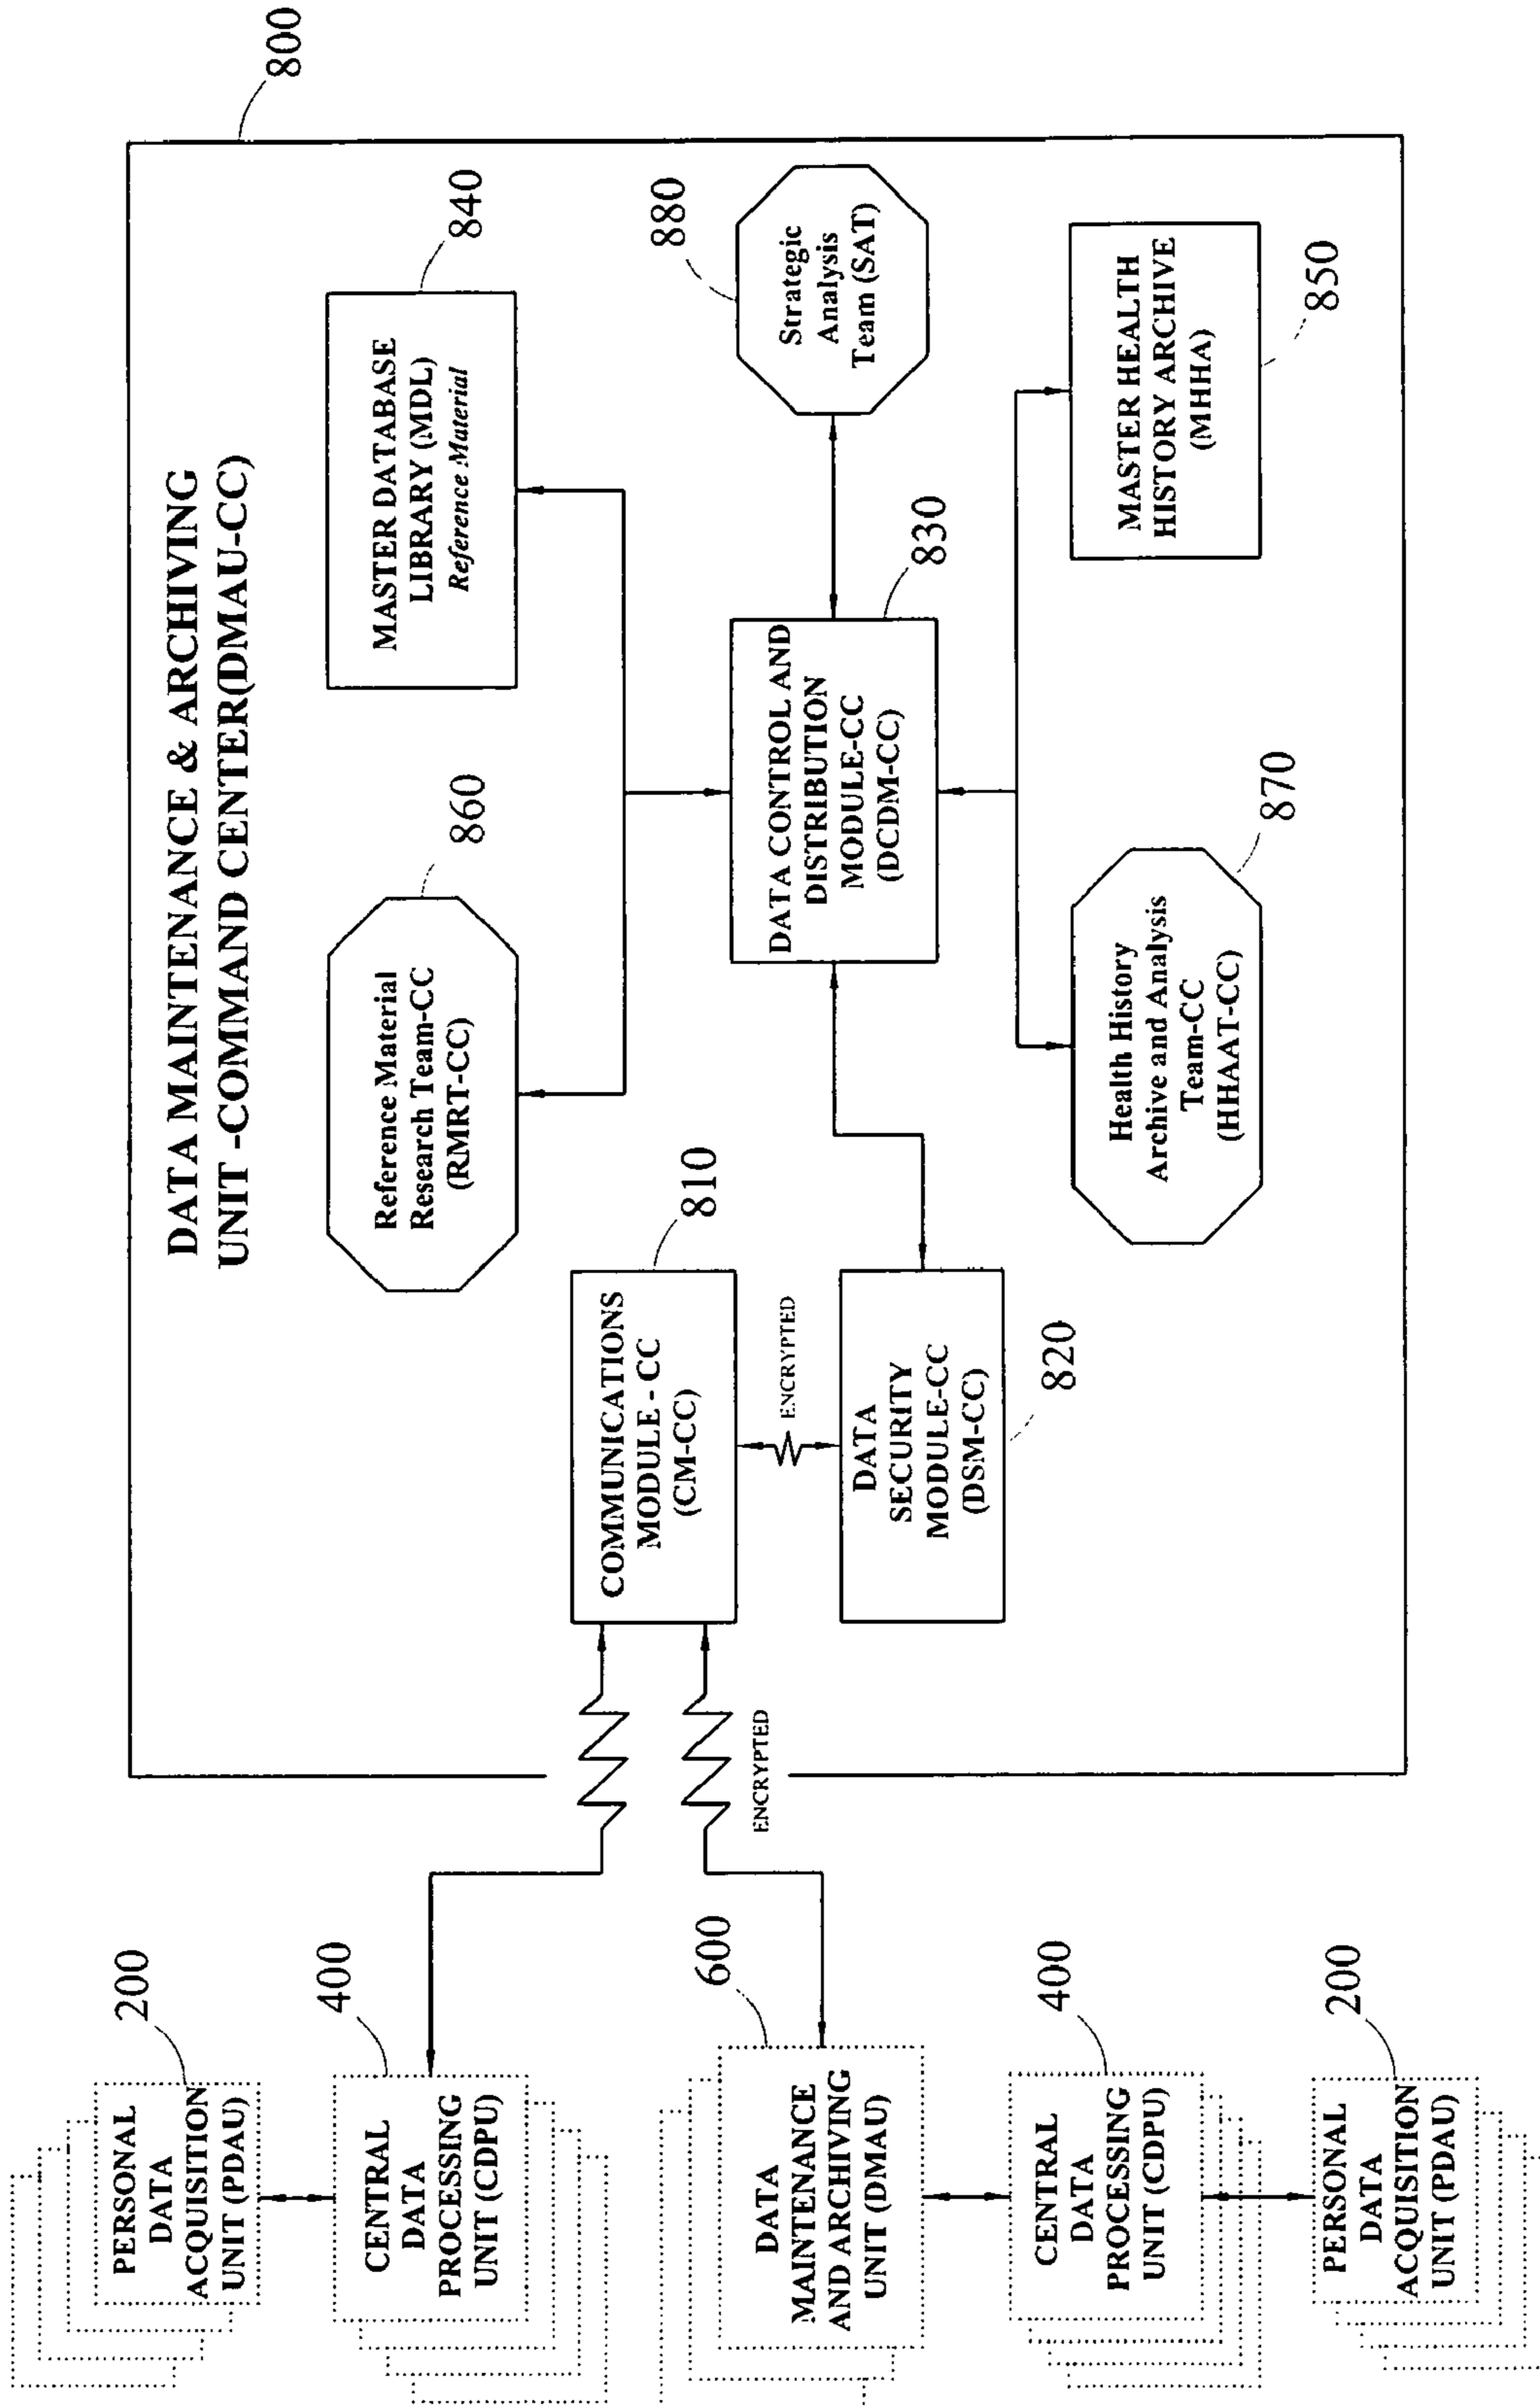 DATA MAINTENANCE & ARCHIVING
UNIT -COMMAND CENTER(DMAU-CC)
800
PERSONAL
DATA
ACQUISITION
UNIT (PDAU)
200
CENTRAL
DATA
PROCESSING
UNIT (CDPU)
400
DATA
MAINTENANCE
AND ARCHIVING
UNIT (DMAU)
600
CENTRAL
DATA
PROCESSING
UNIT (CDPU)
400
PERSONAL
DATA
ACQUISITION
UNIT (PDAU)
200
ENCRYPTED
COMMUNICATIONS
MODULE - CC
(CM-CC)
810
ENCRYPTED
DATA
SECURITY
MODULE-CC
(DSM-CC)
820
Reference Material
Research Team-CC
(RMRT-CC)
860
MASTER DATABASE
LIBRARY (MDL)
Reference Material
840
DATA CONTROL AND
DISTRIBUTION
MODULE-CC
(DCDM-CC)
830
Strategic
Analysis
Team (SAT)
880
Health History
Archive and Analysis
Team-CC
(HHAAT-CC)
870
MASTER HEALTH
HISTORY ARCHIVE
(MHHA)
850